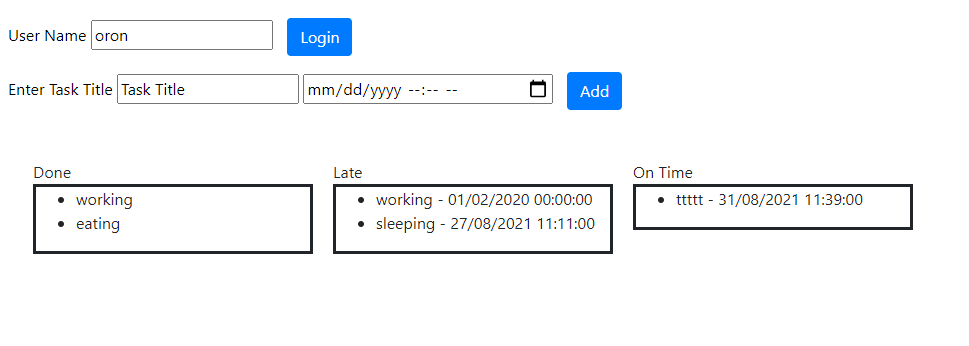 User Name oron Login
Enter Task Title Task Title mm/dd/yyyy --:-- -- Add
Done
working
eating
Late
working - 01/02/2020 00:00:00
sleeping - 27/08/2021 11:11:00
On Time
ttttt - 31/08/2021 11:39:00